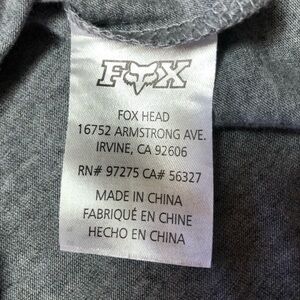 FOX
FOX HEAD
16752 ARMSTRONG AVE.
IRVINE, CA 92606
RN# 97275 CA# 56327
MADE IN CHINA
FABRIQUÉ EN CHINE
HECHO EN CHINA